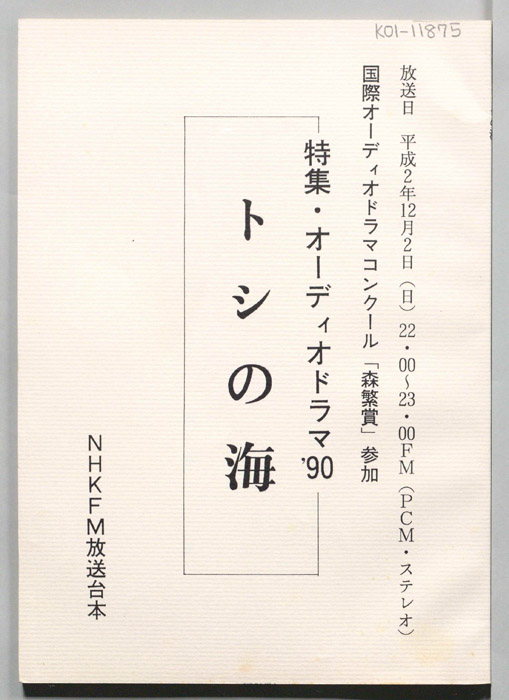 K01-11875
放送日 平成2年12月2日(日)22・00~23・00FM(PCM・ステレオ)
国際オーディオドラマコンクール「森繁賞」参加
特集・オーディオドラマ'90
トシの海
NHKFM放送台本